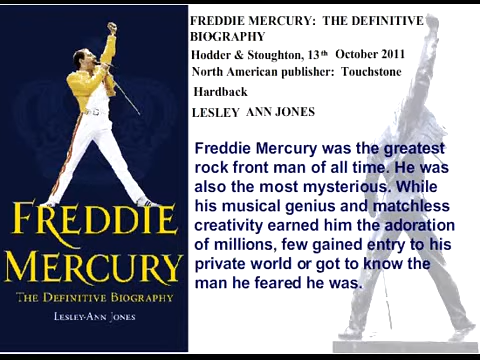 FREDDIE
MERCURY
THE DEFINITIVE BIOGRAPHY
LESLEY-ANN JONES
FREDDIE MERCURY: THE DEFINITIVE
BIOGRAPHY
Hodder & Stoughton, 13th October 2011
North American publisher: Touchstone
Hardback
LESLEY ANN JONES
Freddie Mercury was the greatest
rock front man of all time. He was
also the most mysterious. While
his musical genius and matchless
creativity earned him the adoration
of millions, few gained entry to his
private world or got to know the
man he feared he was.